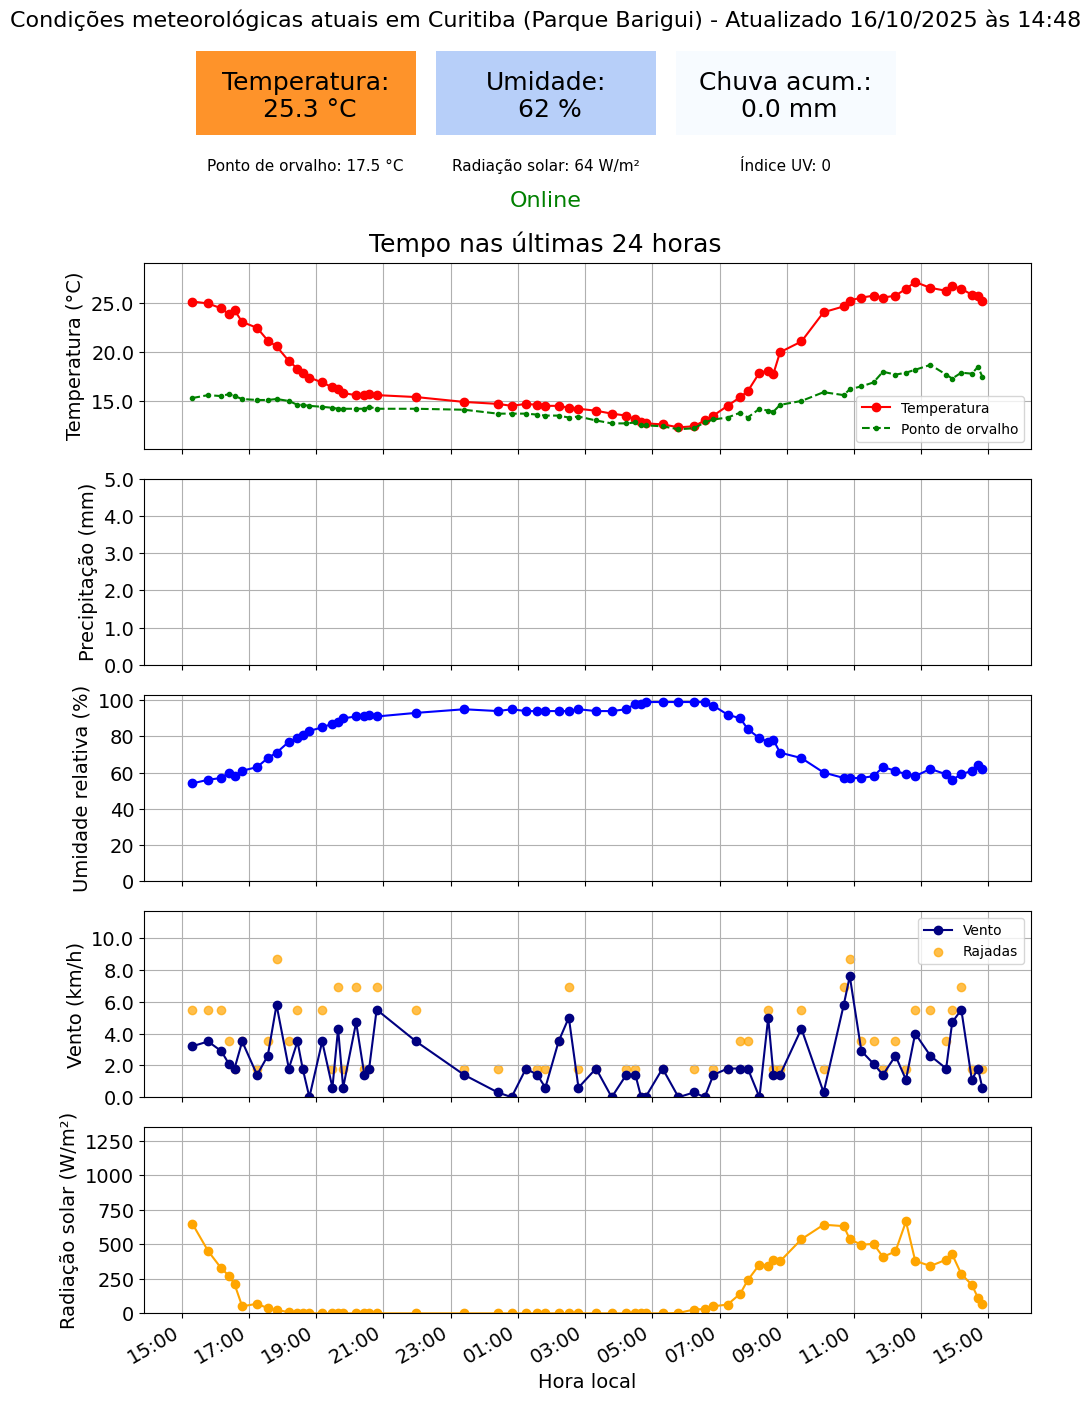 Condições meteorológicas atuais em Curitiba (Parque Barigui) - Atualizado 16/10/2025 às 14:48
Temperatura:
25.3 °C
Umidade:
62 %
Chuva acum.:
0.0 mm
Ponto de orvalho: 17.5 °C
Radiação solar: 64 W/m²
Índice UV: 0
Online
Tempo nas últimas 24 horas
Temperatura (°C)
25.0
20.0
15.0
Temperatura
Ponto de orvalho
Precipitação (mm)
5.0
4.0
3.0
2.0
1.0
0.0
Umidade relativa (%)
100
80
60
40
20
0
Vento (km/h)
10.0
8.0
6.0
4.0
2.0
0.0
Vento
Rajadas
Radiação solar (W/m²)
1250
1000
750
500
250
0
15:00
17:00
19:00
21:00
23:00
01:00
03:00
05:00
07:00
09:00
11:00
13:00
15:00
Hora local